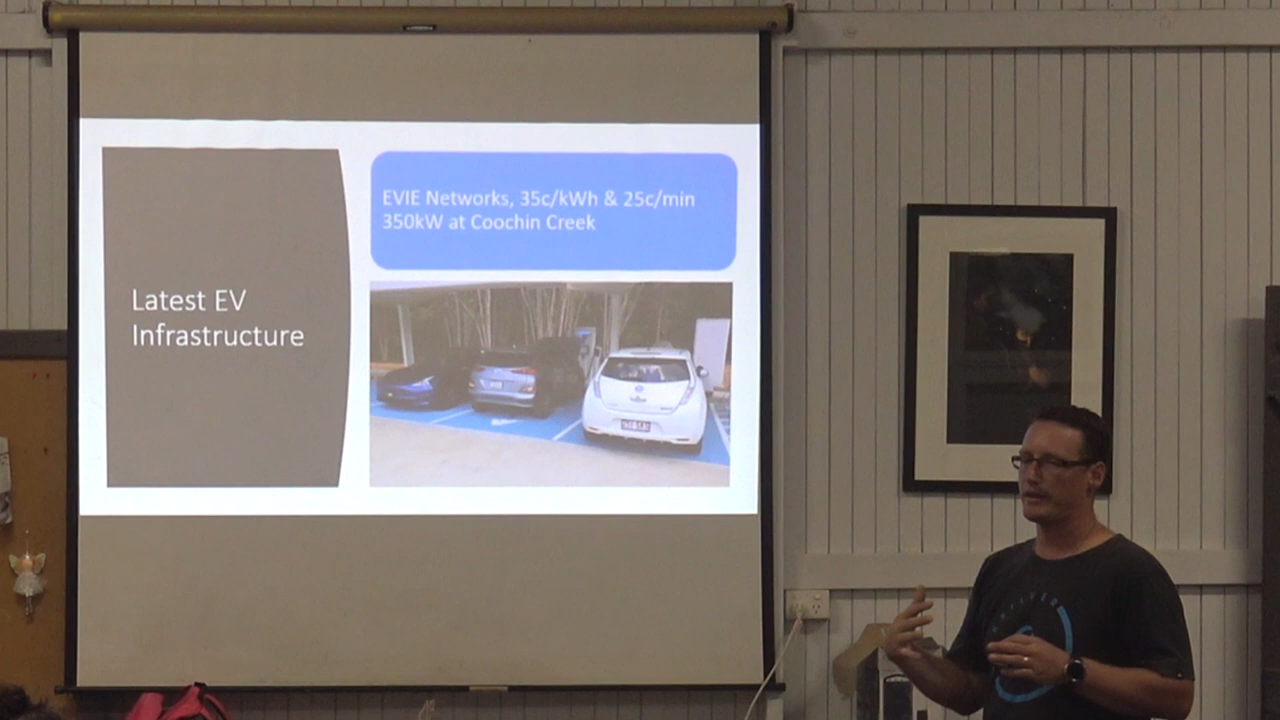 Latest EV
Infrastructure
EVIE Networks, 35c/kWh & 25c/min
350kW at Coochin Creek